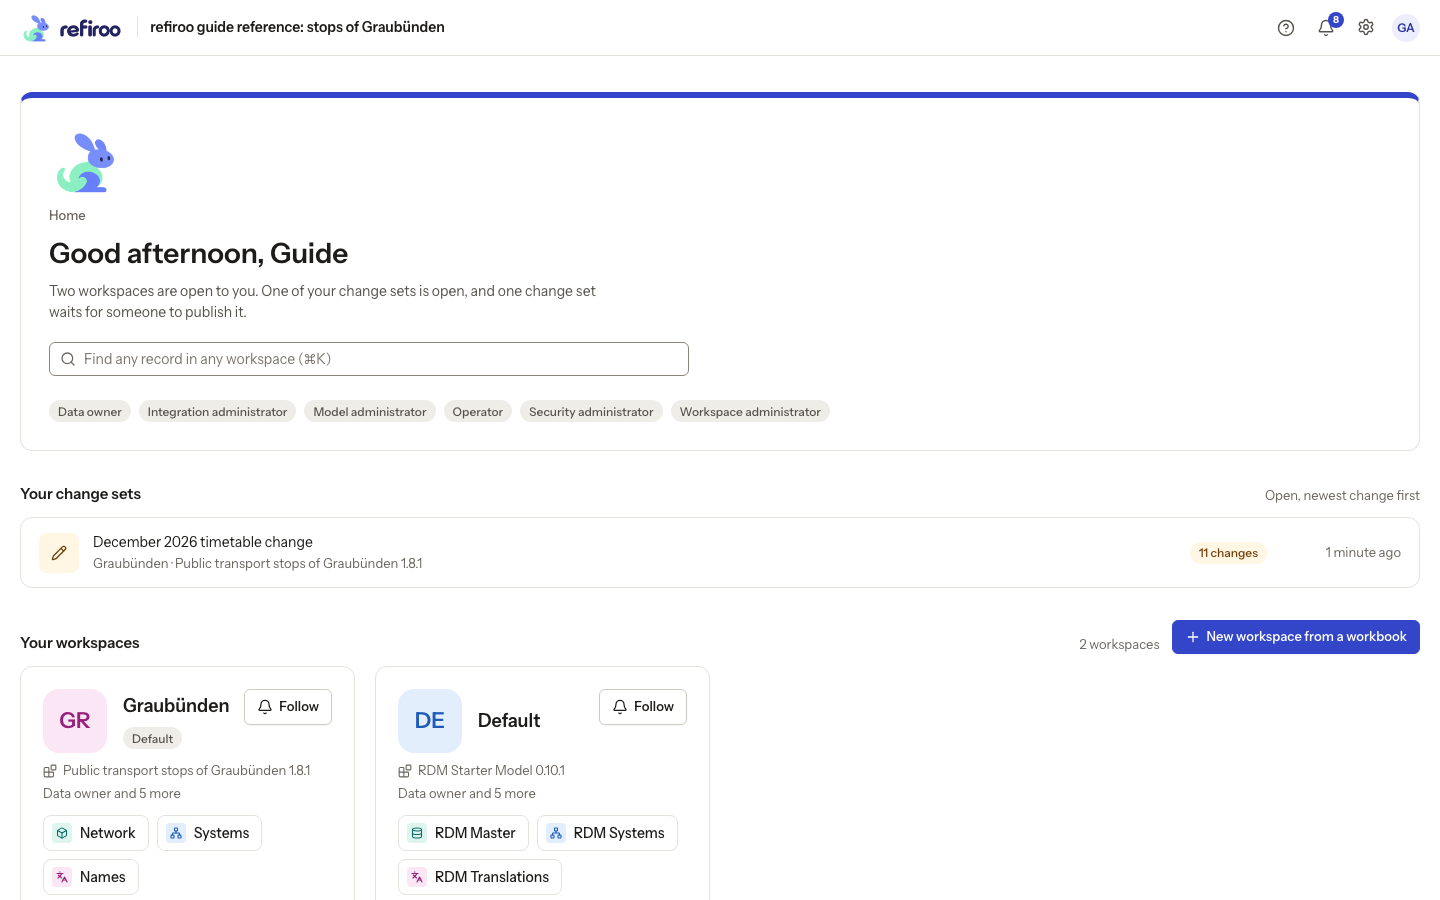 refiroo
refiroo guide reference: stops of Graubünden
8
GA
Home
Good afternoon, Guide
Two workspaces are open to you. One of your change sets is open, and one change set
waits for someone to publish it.
Find any record in any workspace (⌘K)
Data owner
Integration administrator
Model administrator
Operator
Security administrator
Workspace administrator
Your change sets
Open, newest change first
December 2026 timetable change
Graubünden · Public transport stops of Graubünden 1.8.1
11 changes
1 minute ago
Your workspaces
2 workspaces
New workspace from a workbook
GR
Graubünden
Default
Follow
Public transport stops of Graubünden 1.8.1
Data owner and 5 more
Network
Systems
Names
DE
Default
Follow
RDM Starter Model 0.10.1
Data owner and 5 more
RDM Master
RDM Systems
RDM Translations